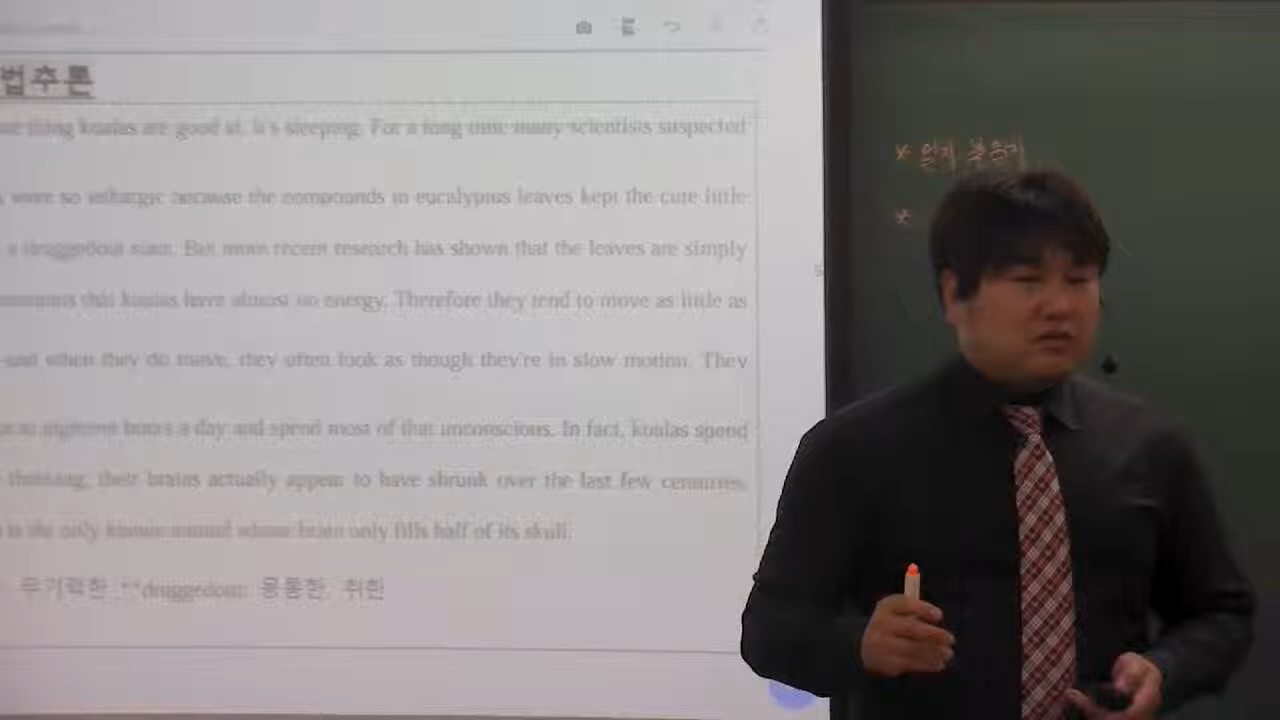 법추론
thing koalas are good at, it's sleeping. For a long time many scientists suspected
were so lethargic because the compounds in eucalyptus leaves kept the cute little
a druggedout state. But more recent research has shown that the leaves are simply
that koalas have almost no energy. Therefore they tend to move as little as
-and when they do move, they often look as though they're in slow motion. They
hours a day and spend most of that unconscious. In fact, koalas spend
thinking, their brains actually appear to have shrunk over the last few centuries.
is the only known animal whose brain only fills half of its skull.
무기력한 **druggedout: 몽롱한, 취한
*
*